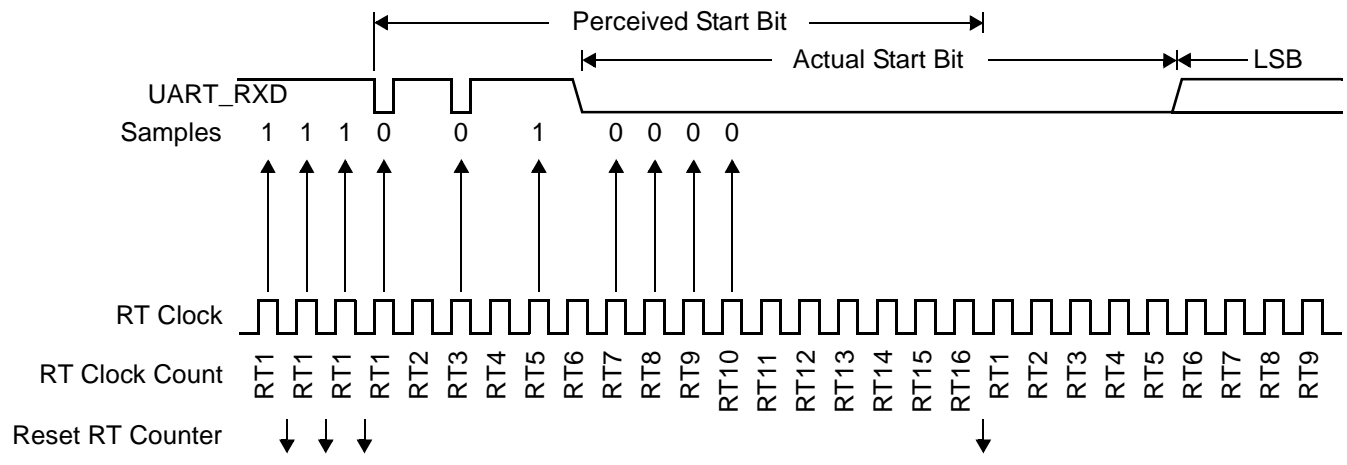 Perceived Start Bit
Actual Start Bit
LSB
UART_RXD
Samples 1 1 1 0 0 1 0 0 0 0
RT Clock
RT Clock Count RT1 RT1 RT1 RT1 RT2 RT3 RT4 RT5 RT6 RT7 RT8 RT9 RT10 RT11 RT12 RT13 RT14 RT15 RT16 RT1 RT2 RT3 RT4 RT5 RT6 RT7 RT8 RT9
Reset RT Counter